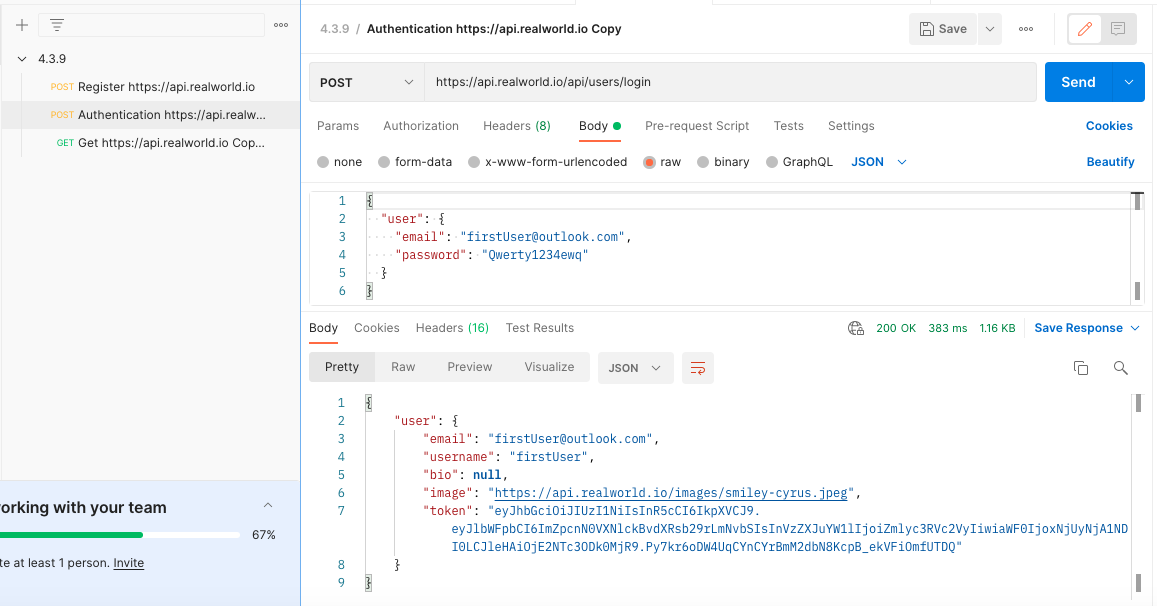 4.3.9 / Authentication https://api.realworld.io Copy
Save
4.3.9
POST Register https://api.realworld.io
POST Authentication https://api.realw...
GET Get https://api.realworld.io Cop...
POST https://api.realworld.io/api/users/login Send
Params Authorization Headers (8) Body Pre-request Script Tests Settings Cookies
none form-data x-www-form-urlencoded raw binary GraphQL JSON Beautify
1 {
2 "user": {
3 "email": "firstUser@outlook.com",
4 "password": "Qwerty1234ewq"
5 }
6 }
Body Cookies Headers (16) Test Results 200 OK 383 ms 1.16 KB Save Response
Pretty Raw Preview Visualize JSON
1 {
2 "user": {
3 "email": "firstUser@outlook.com",
4 "username": "firstUser",
5 "bio": null,
6 "image": "https://api.realworld.io/images/smiley-cyrus.jpeg",
7 "token": "eyJhbGciOiJIUzI1NiIsInR5cCI6IkpXVCJ9.
eyJlbWFpbCI6ImZpcnN0VXNlckBvdXRsb29rLmNvbSIsInVzZXJuYW1lIjoiZmlyc3RVc2VyIiwiaWF0IjoxNjUyNjA1ND
I0LCJleHAiOjE2NTc3ODk0MjR9.Py7kr6oDW4UqCYnCYrBmM2dbN8KcpB_ekVFiOmfUTDQ"
8 }
9 }
orking with your team
67%
te at least 1 person. Invite